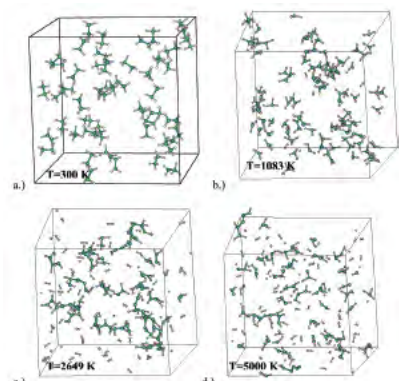 T=300 K
T=1083 K
a.)
b.)
T=2649 K
T=5000 K
c.)
d.)